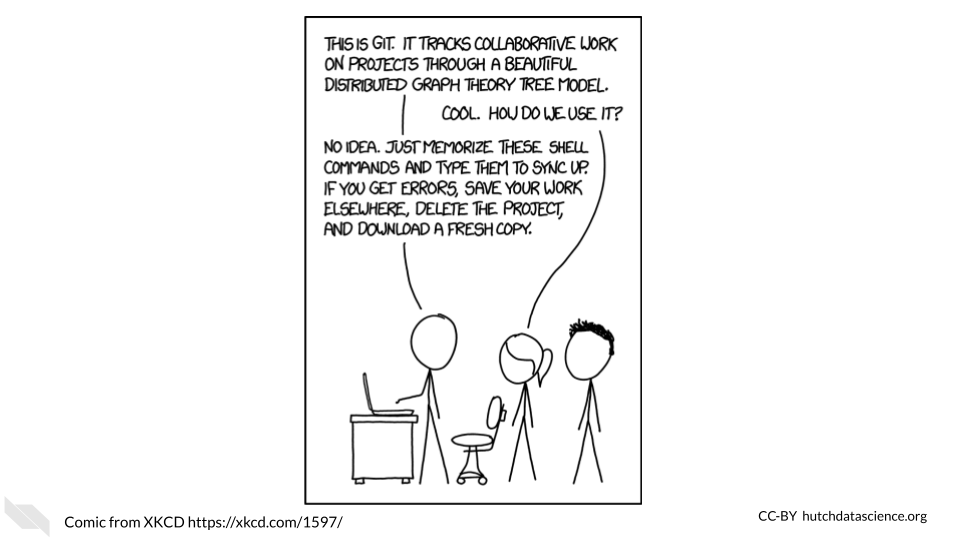 THIS IS GIT. IT TRACKS COLLABORATIVE WORK
ON PROJECTS THROUGH A BEAUTIFUL
DISTRIBUTED GRAPH THEORY TREE MODEL.
COOL. HOW DO WE USE IT?
NO IDEA. JUST MEMORIZE THESE SHELL
COMMANDS AND TYPE THEM TO SYNC UP.
IF YOU GET ERRORS, SAVE YOUR WORK
ELSEWHERE, DELETE THE PROJECT,
AND DOWNLOAD A FRESH COPY.
Comic from XKCD https://xkcd.com/1597/
CC-BY hutchdatascience.org